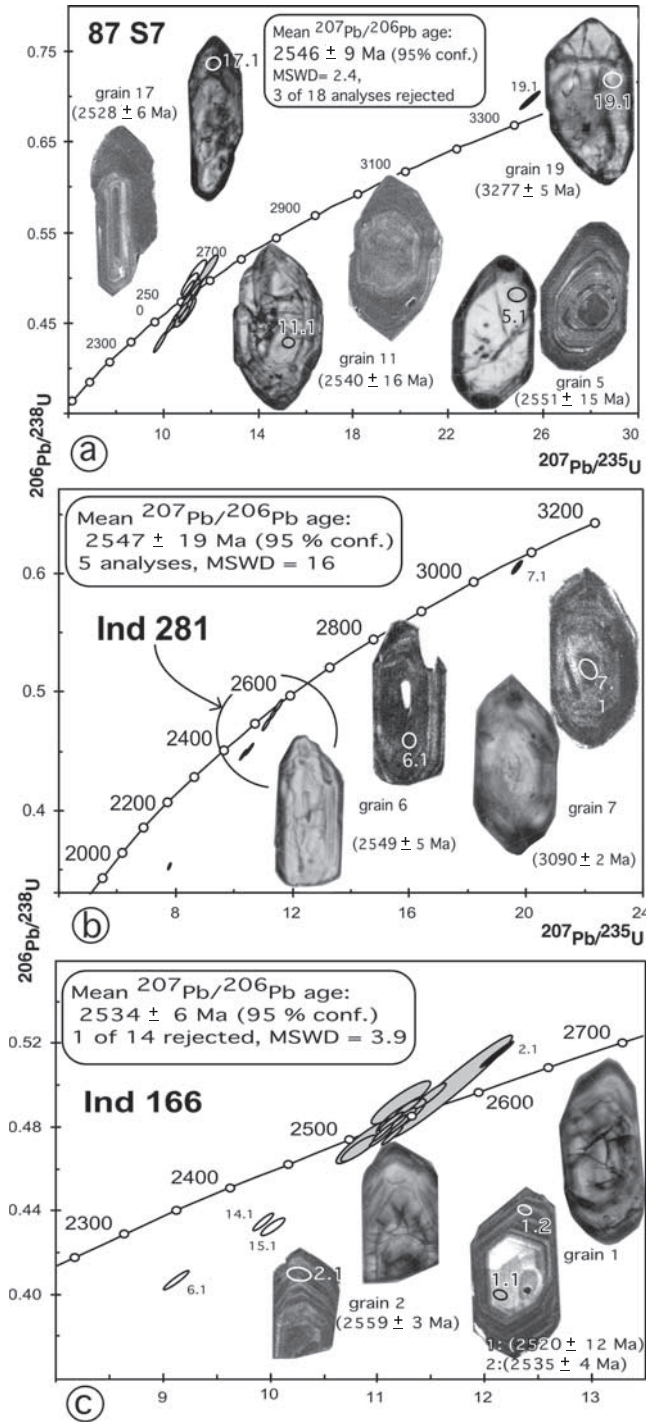 87 S7
Mean 207Pb/206Pb age:
2546 ± 9 Ma (95% conf.)
MSWD= 2.4,
3 of 18 analyses rejected
0.75
0.65
0.55
0.45
206Pb/238U
grain 17
(2528 ± 6 Ma)
17.1
19.1
19.1
grain 19
(3277 ± 5 Ma)
3300
3100
2900
2700
250
0
2300
11.1
grain 11
(2540 ± 16 Ma)
5.1
grain 5
(2551 ± 15 Ma)
10
14
18
22
26
30
207Pb/235U
a
Mean 207Pb/206Pb age:
2547 ± 19 Ma (95 % conf.)
5 analyses, MSWD = 16
Ind 281
0.6
0.5
0.4
206Pb/238U
3200
3000
2800
2600
2400
2200
2000
7.1
7.
1
6.1
grain 6
(2549 ± 5 Ma)
grain 7
(3090 ± 2 Ma)
8
12
16
20
24
207Pb/235U
b
Mean 207Pb/206Pb age:
2534 ± 6 Ma (95 % conf.)
1 of 14 rejected, MSWD = 3.9
Ind 166
0.52
0.48
0.44
0.40
2700
2600
2500
2400
2300
2.1
14.1
15.1
6.1
2.1
grain 2
(2559 ± 3 Ma)
1.2
1.1
grain 1
1: (2520 ± 12 Ma)
2:(2535 ± 4 Ma)
9
10
11
12
13
c